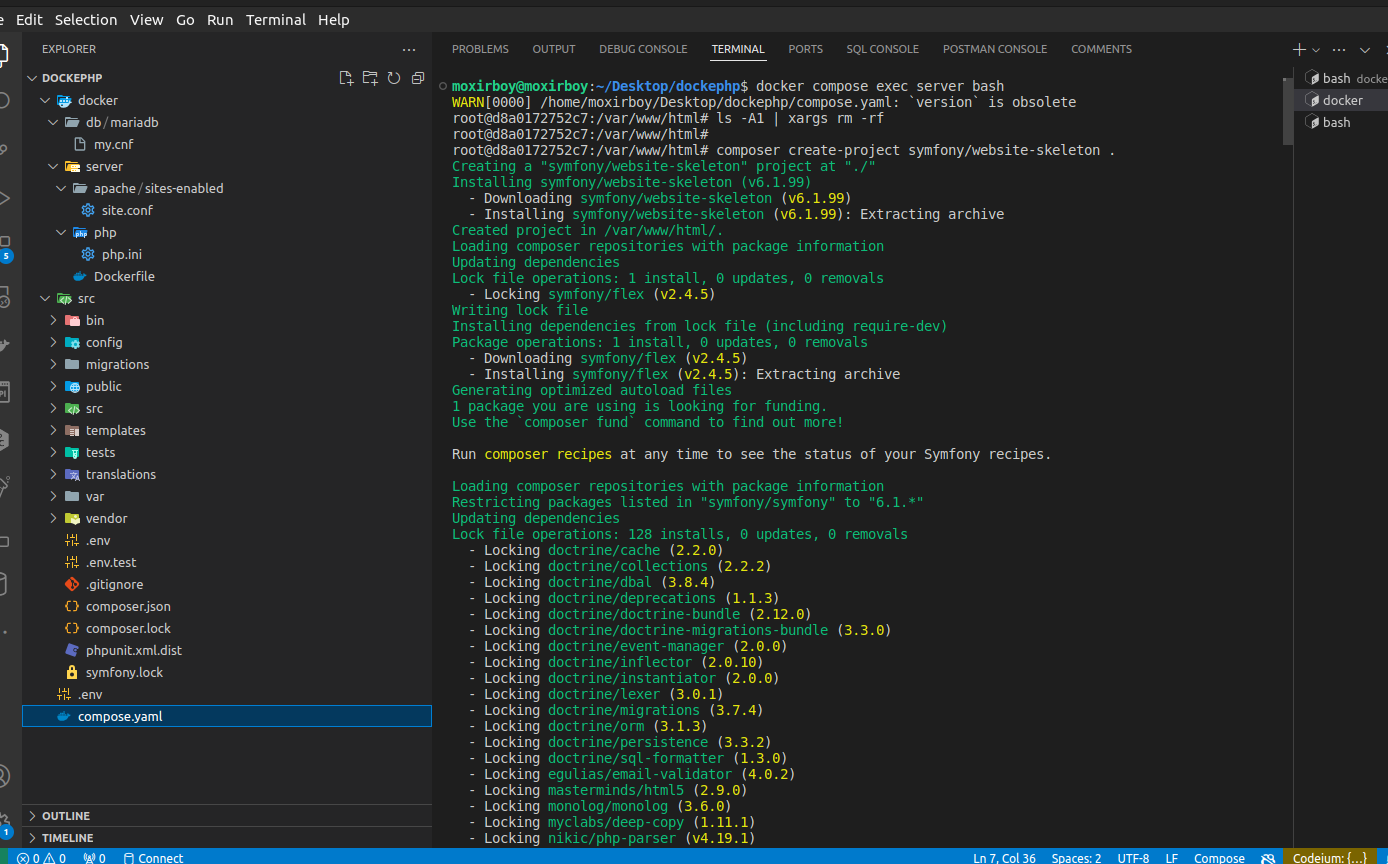 e Edit Selection View Go Run Terminal Help
EXPLORER
DOCKEPHP
docker
db/mariadb
my.cnf
server
apache/sites-enabled
site.conf
php
php.ini
Dockerfile
src
bin
config
migrations
public
src
templates
tests
translations
var
vendor
.env
.env.test
.gitignore
composer.json
composer.lock
phpunit.xml.dist
symfony.lock
.env
compose.yaml
OUTLINE
TIMELINE
5
1
PROBLEMS OUTPUT DEBUG CONSOLE TERMINAL PORTS SQL CONSOLE POSTMAN CONSOLE COMMENTS
moxirboy@moxirboy:~/Desktop/dockephp$ docker compose exec server bash
WARN[0000] /home/moxirboy/Desktop/dockephp/compose.yaml: `version` is obsolete
root@d8a0172752c7:/var/www/html# ls -A1 | xargs rm -rf
root@d8a0172752c7:/var/www/html#
root@d8a0172752c7:/var/www/html# composer create-project symfony/website-skeleton .
Creating a "symfony/website-skeleton" project at "./"
Installing symfony/website-skeleton (v6.1.99)
- Downloading symfony/website-skeleton (v6.1.99)
- Installing symfony/website-skeleton (v6.1.99): Extracting archive
Created project in /var/www/html/.
Loading composer repositories with package information
Updating dependencies
Lock file operations: 1 install, 0 updates, 0 removals
- Locking symfony/flex (v2.4.5)
Writing lock file
Installing dependencies from lock file (including require-dev)
Package operations: 1 install, 0 updates, 0 removals
- Downloading symfony/flex (v2.4.5)
- Installing symfony/flex (v2.4.5): Extracting archive
Generating optimized autoload files
1 package you are using is looking for funding.
Use the `composer fund` command to find out more!
Run composer recipes at any time to see the status of your Symfony recipes.
Loading composer repositories with package information
Restricting packages listed in "symfony/symfony" to "6.1.*"
Updating dependencies
Lock file operations: 128 installs, 0 updates, 0 removals
- Locking doctrine/cache (2.2.0)
- Locking doctrine/collections (2.2.2)
- Locking doctrine/dbal (3.8.4)
- Locking doctrine/deprecations (1.1.3)
- Locking doctrine/doctrine-bundle (2.12.0)
- Locking doctrine/doctrine-migrations-bundle (3.3.0)
- Locking doctrine/event-manager (2.0.0)
- Locking doctrine/inflector (2.0.10)
- Locking doctrine/instantiator (2.0.0)
- Locking doctrine/lexer (3.0.1)
- Locking doctrine/migrations (3.7.4)
- Locking doctrine/orm (3.1.3)
- Locking doctrine/persistence (3.3.2)
- Locking doctrine/sql-formatter (1.3.0)
- Locking egulias/email-validator (4.0.2)
- Locking masterminds/html5 (2.9.0)
- Locking monolog/monolog (3.6.0)
- Locking myclabs/deep-copy (1.11.1)
- Locking nikic/php-parser (v4.19.1)
bash docke
docker
bash
0 0 0 Connect Ln 7, Col 36 Spaces: 2 UTF-8 LF Compose Codeium: {...}